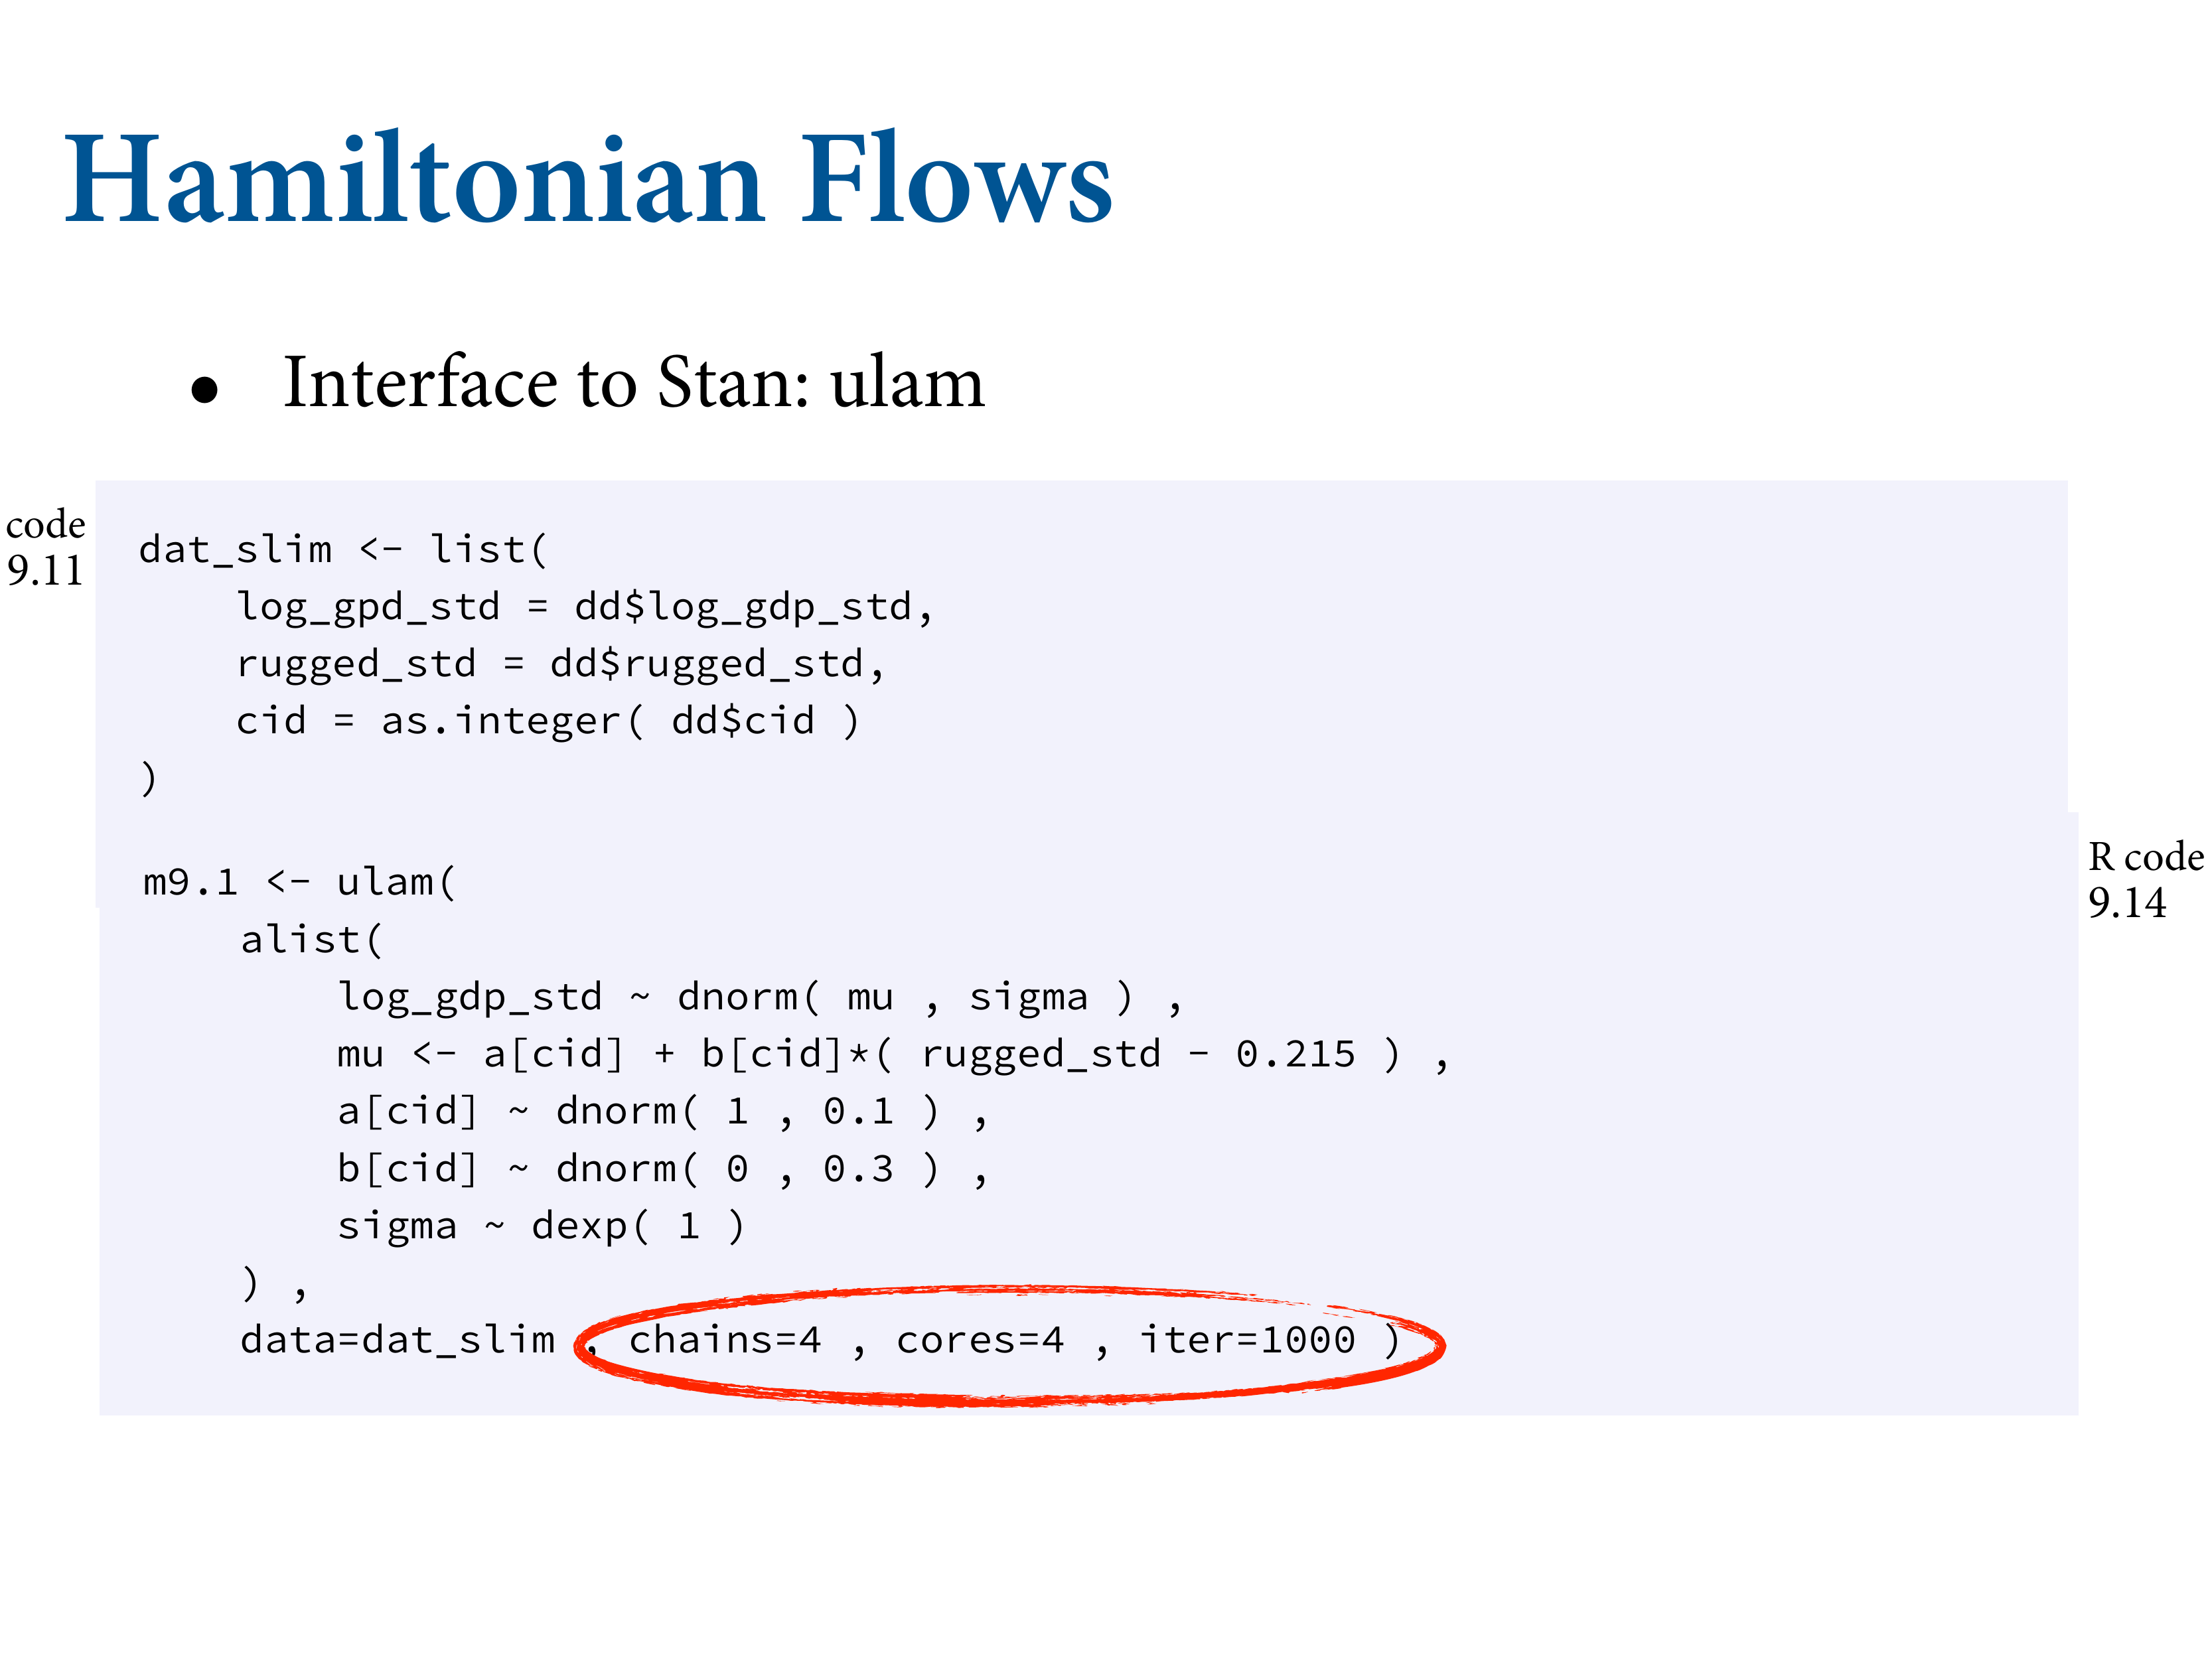 Hamiltonian Flows
• Interface to Stan: ulam
code
9.11
dat_slim <- list(
    log_gpd_std = dd$log_gdp_std,
    rugged_std = dd$rugged_std,
    cid = as.integer( dd$cid )
)
R code
9.14
m9.1 <- ulam(
    alist(
        log_gdp_std ~ dnorm( mu , sigma ) ,
        mu <- a[cid] + b[cid]*( rugged_std - 0.215 ) ,
        a[cid] ~ dnorm( 1 , 0.1 ) ,
        b[cid] ~ dnorm( 0 , 0.3 ) ,
        sigma ~ dexp( 1 )
    ) ,
    data=dat_slim , chains=4 , cores=4 , iter=1000 )